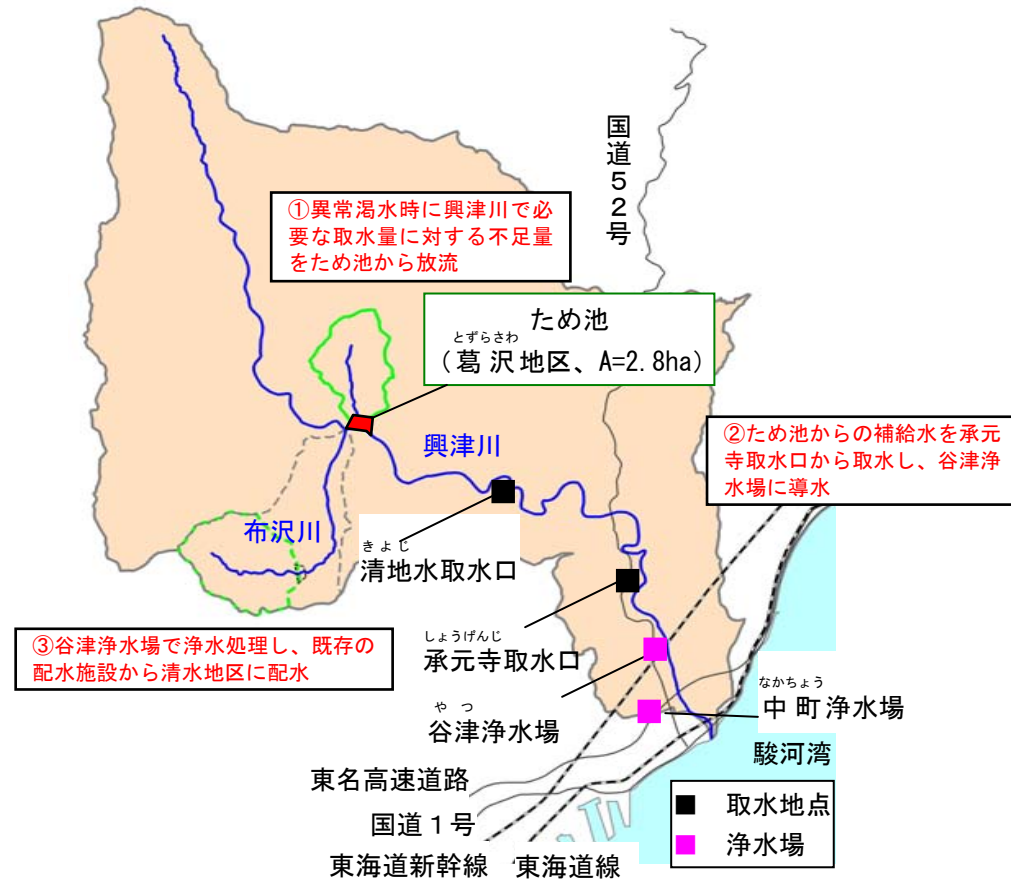 国道５２号
①異常渇水時に興津川で必
要な取水量に対する不足量
をため池から放流
ため池
とずらさわ
（葛沢地区、A=2.8ha）
興津川
②ため池からの補給水を承元
寺取水口から取水し、谷津浄
水場に導水
布沢川
きよじ
清地水取水口
③谷津浄水場で浄水処理し、既存の
配水施設から清水地区に配水
しょうげんじ
承元寺取水口
やつ
谷津浄水場
なかちょう
中町浄水場
駿河湾
東名高速道路
国道１号
東海道新幹線
東海道線
取水地点
浄水場